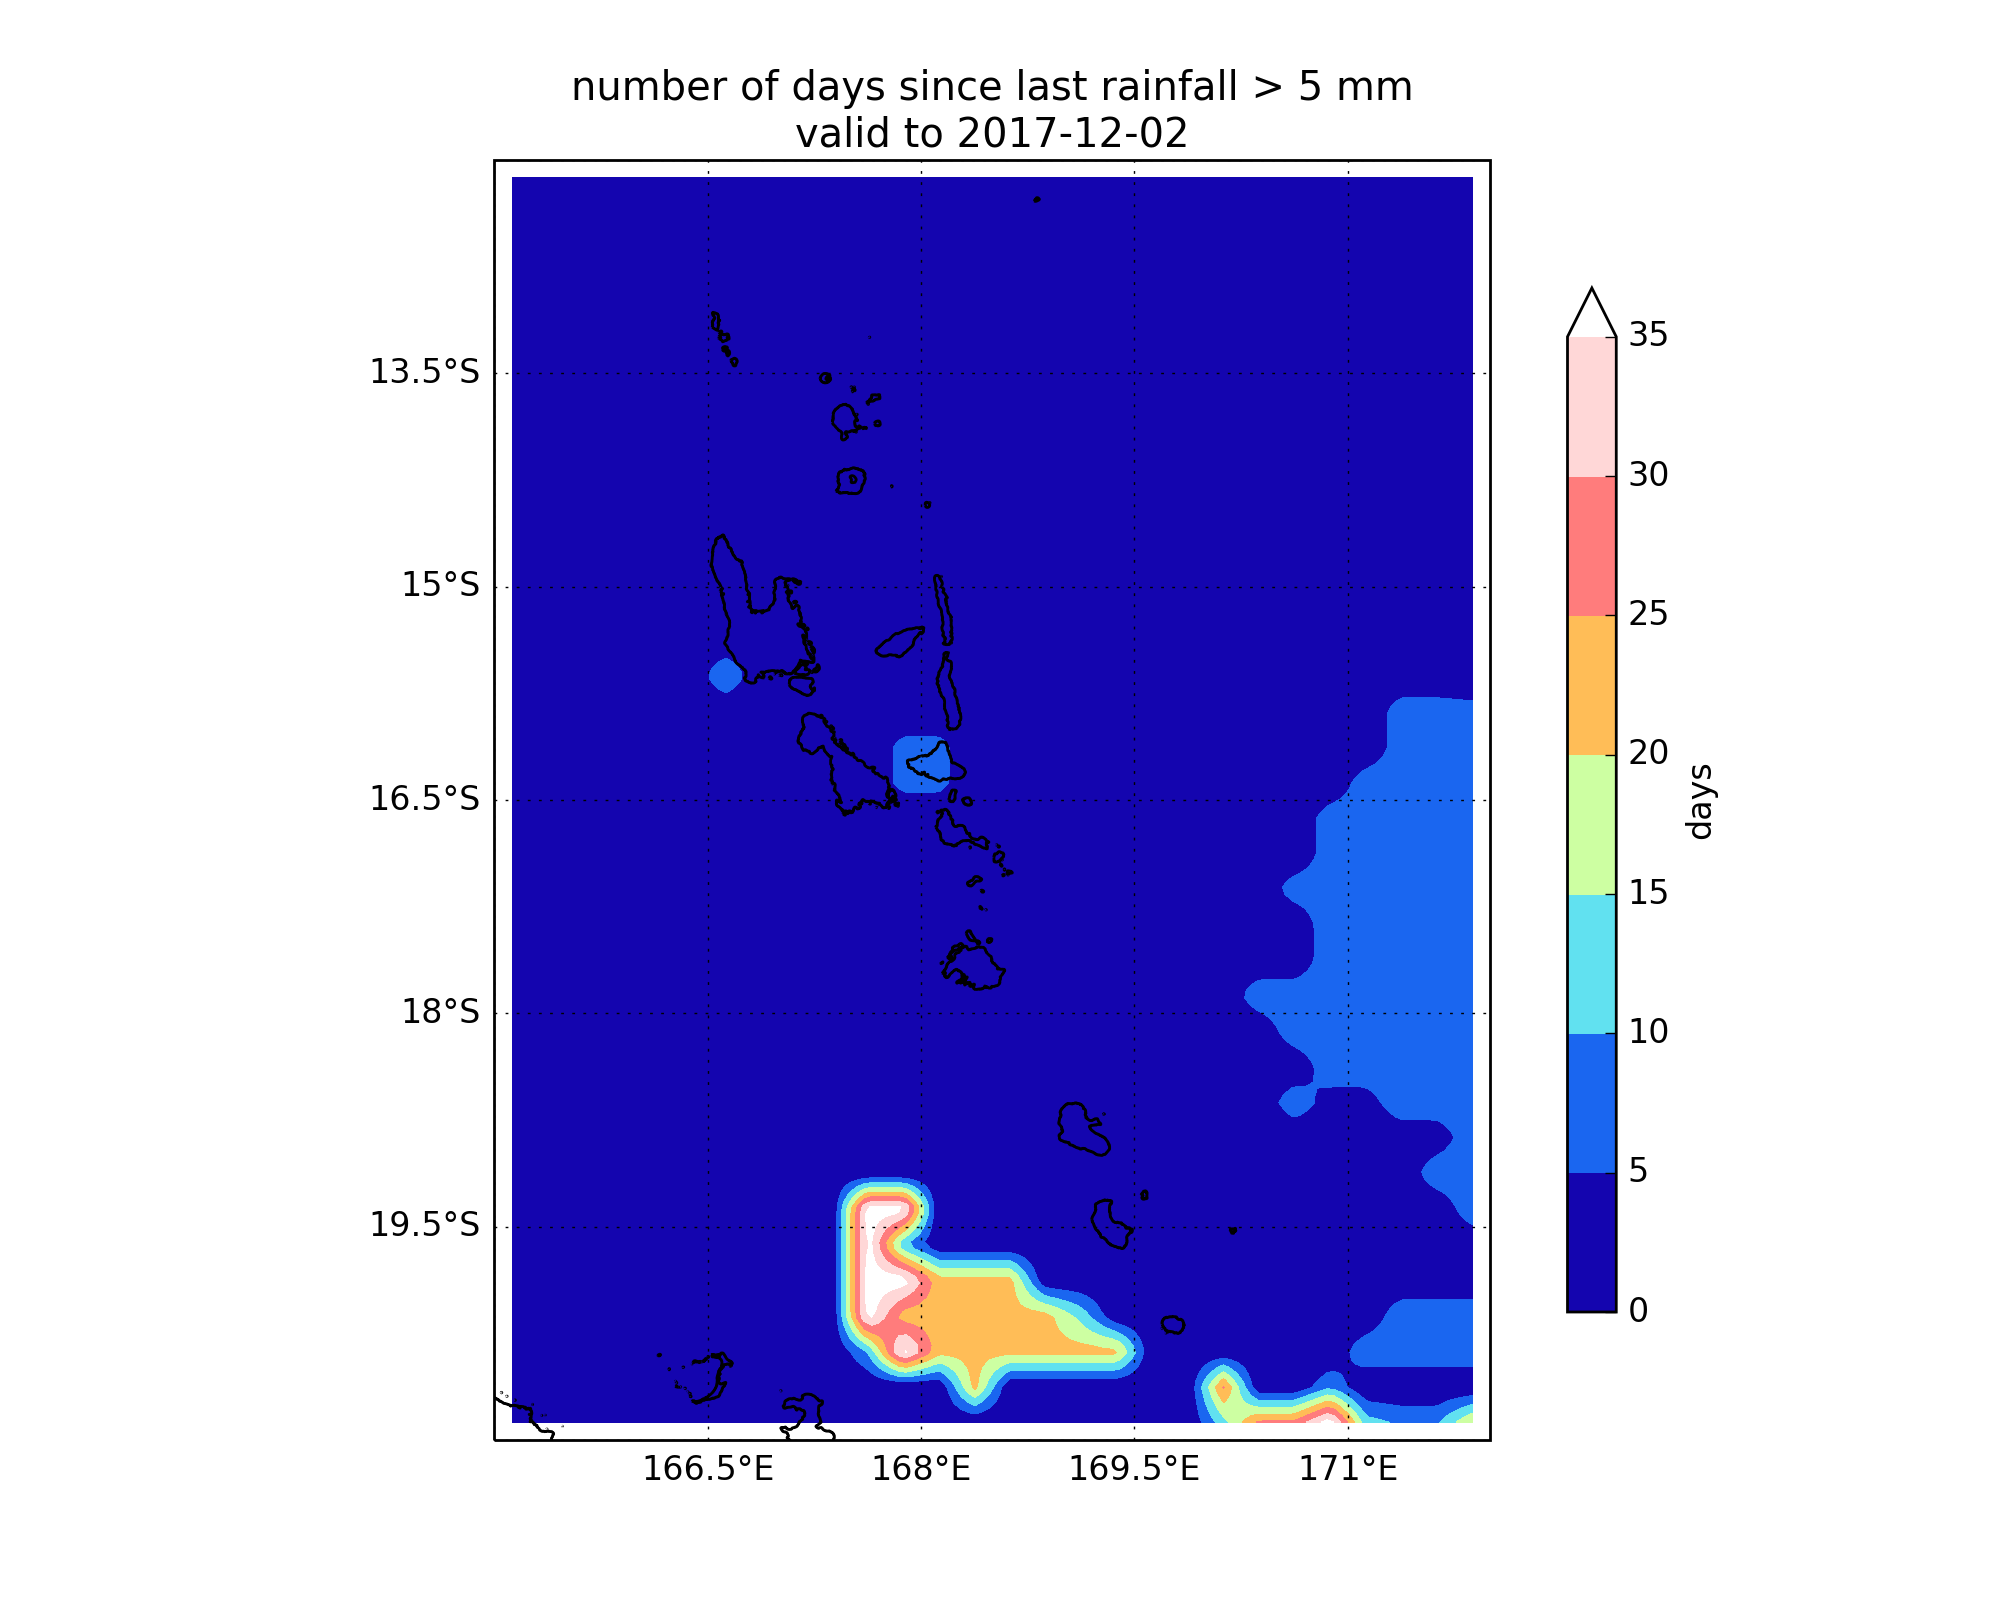 number of days since last rainfall > 5 mm
valid to 2017-12-02
13.5°S
15°S
16.5°S
18°S
19.5°S
166.5°E
168°E
169.5°E
171°E
35
30
25
20
15
10
5
0
days